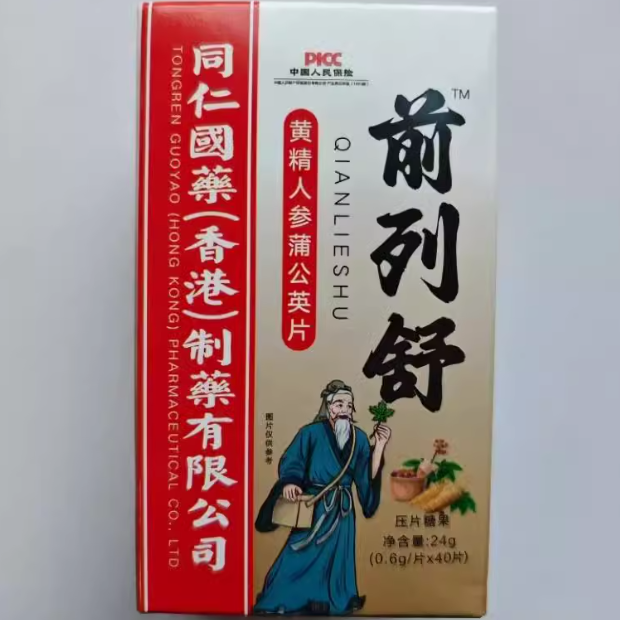 PICC
中国人民保险
前列舒
TM
QIANLIESHU
黄精人参蒲公英片
同仁國藥(香港)制藥有限公司
TONGREN GUOYAO (HONG KONG) PHARMACEUTICAL CO., LTD
图片仅供参考
压片糖果
净含量:24g
(0.6g/片x40片)